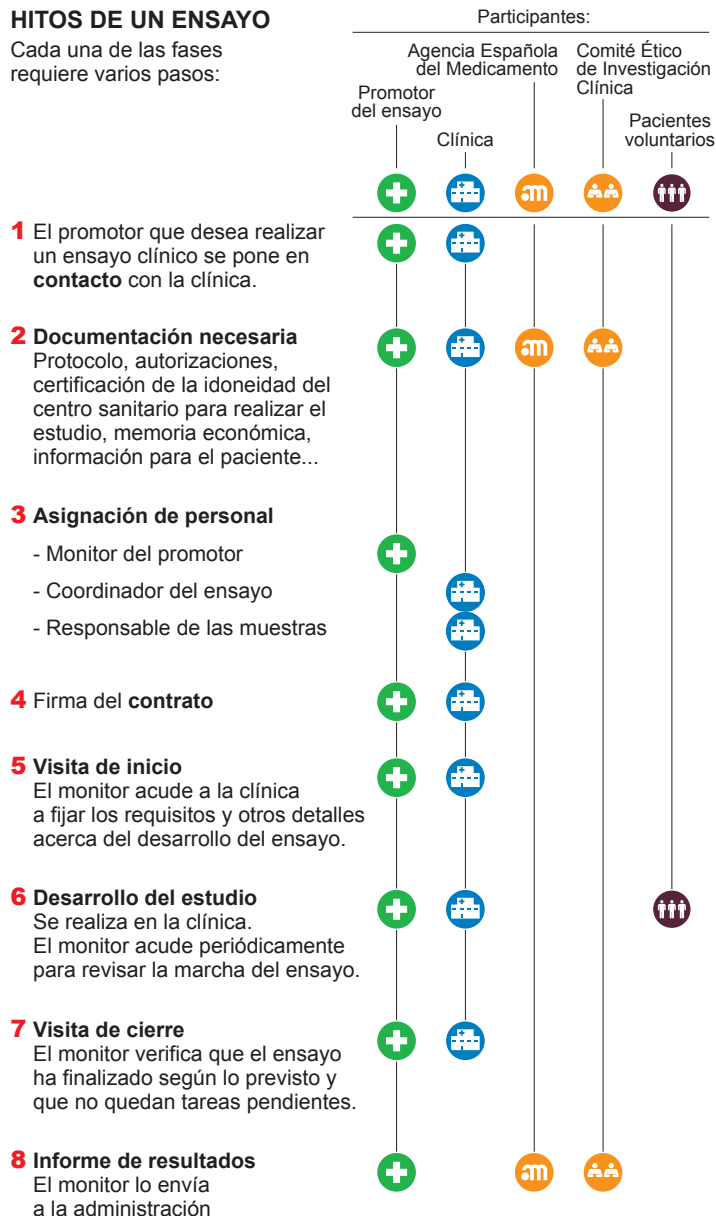 HITOS DE UN ENSAYO
Cada una de las fases
requiere varios pasos:
Participantes:
Agencia Española
del Medicamento
Comité Ético
de Investigación
Clínica
Promotor
del ensayo
Clínica
Pacientes
voluntarios
1 El promotor que desea realizar
un ensayo clínico se pone en
contacto con la clínica.
2 Documentación necesaria
Protocolo, autorizaciones,
certificación de la idoneidad del
centro sanitario para realizar el
estudio, memoria económica,
información para el paciente...
3 Asignación de personal
- Monitor del promotor
- Coordinador del ensayo
- Responsable de las muestras
4 Firma del contrato
5 Visita de inicio
El monitor acude a la clínica
a fijar los requisitos y otros detalles
acerca del desarrollo del ensayo.
6 Desarrollo del estudio
Se realiza en la clínica.
El monitor acude periódicamente
para revisar la marcha del ensayo.
7 Visita de cierre
El monitor verifica que el ensayo
ha finalizado según lo previsto y
que no quedan tareas pendientes.
8 Informe de resultados
El monitor lo envía
a la administración